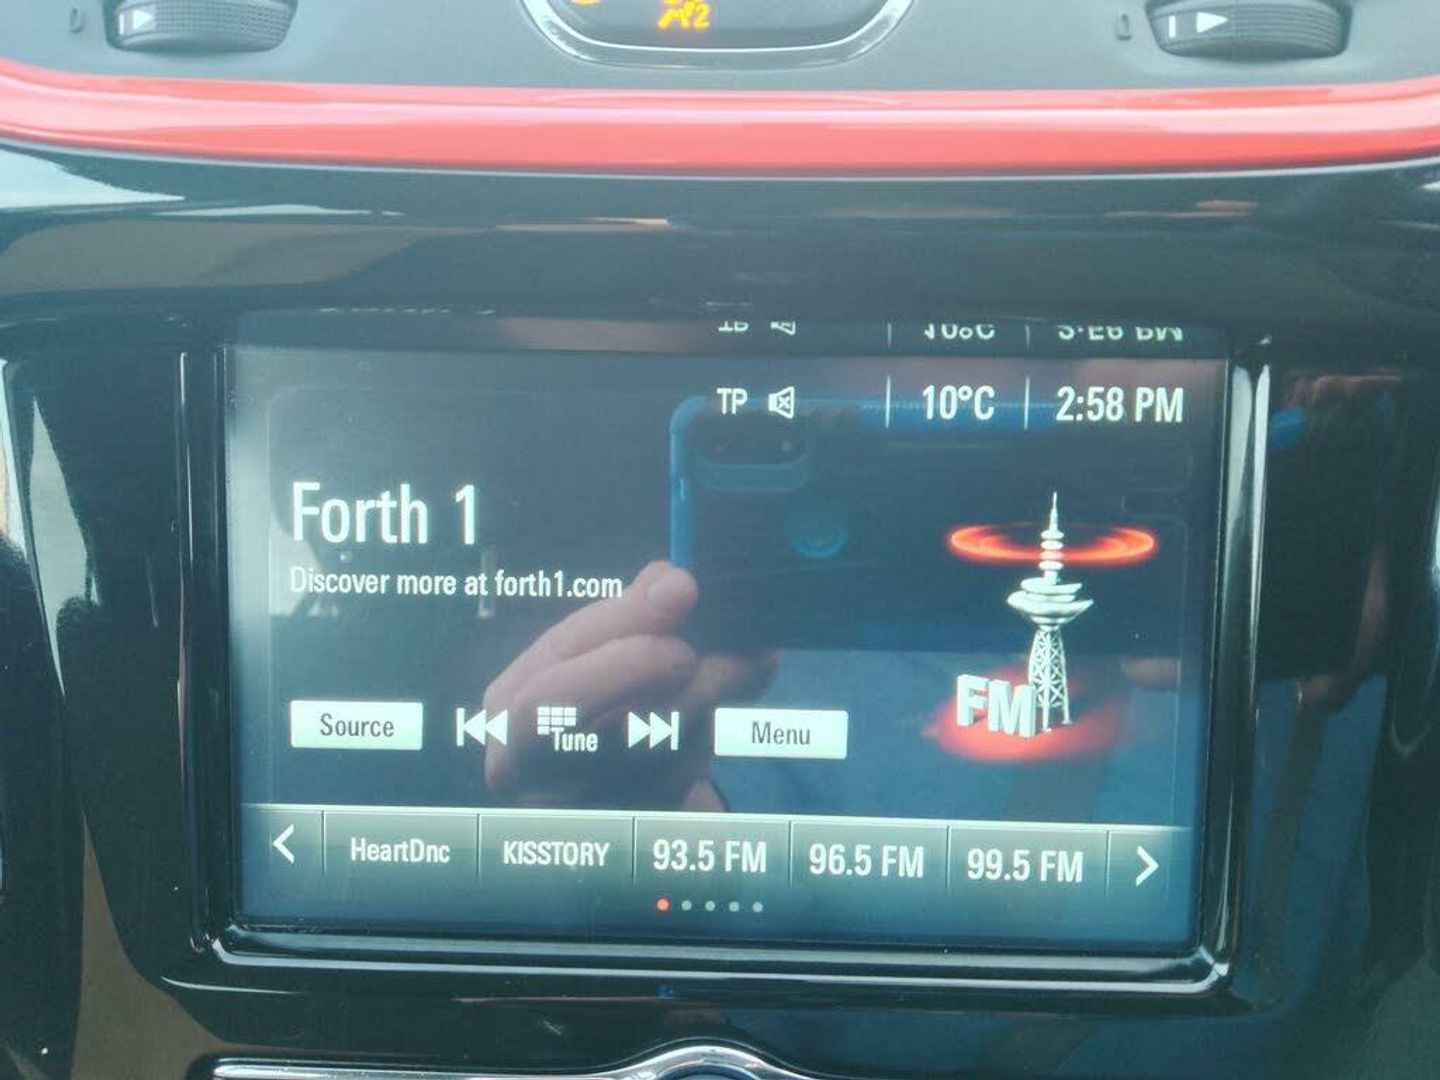 TP 10°C 2:58 PM
Forth 1
Discover more at forth1.com
FM
Source Tune Menu
HeartDnc KISSTORY 93.5 FM 96.5 FM 99.5 FM